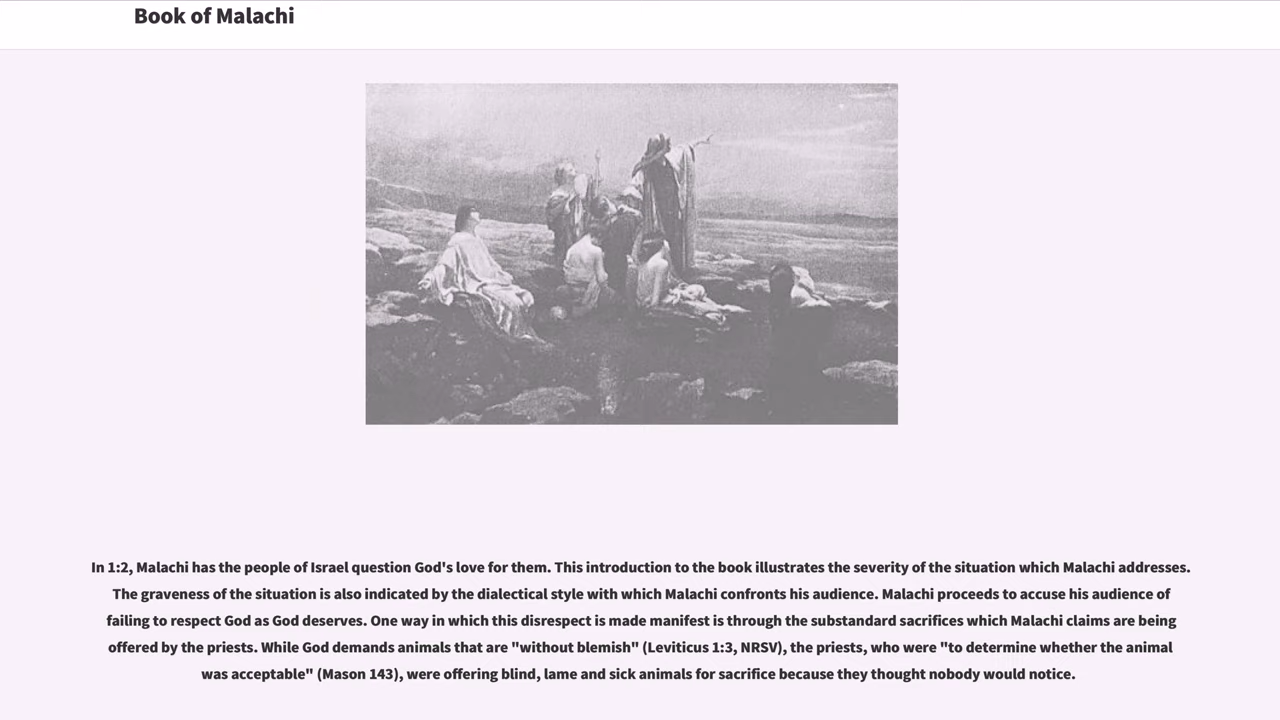 Book of Malachi
In 1:2, Malachi has the people of Israel question God's love for them. This introduction to the book illustrates the severity of the situation which Malachi addresses.
The graveness of the situation is also indicated by the dialectical style with which Malachi confronts his audience. Malachi proceeds to accuse his audience of
failing to respect God as God deserves. One way in which this disrespect is made manifest is through the substandard sacrifices which Malachi claims are being
offered by the priests. While God demands animals that are "without blemish" (Leviticus 1:3, NRSV), the priests, who were "to determine whether the animal
was acceptable" (Mason 143), were offering blind, lame and sick animals for sacrifice because they thought nobody would notice.